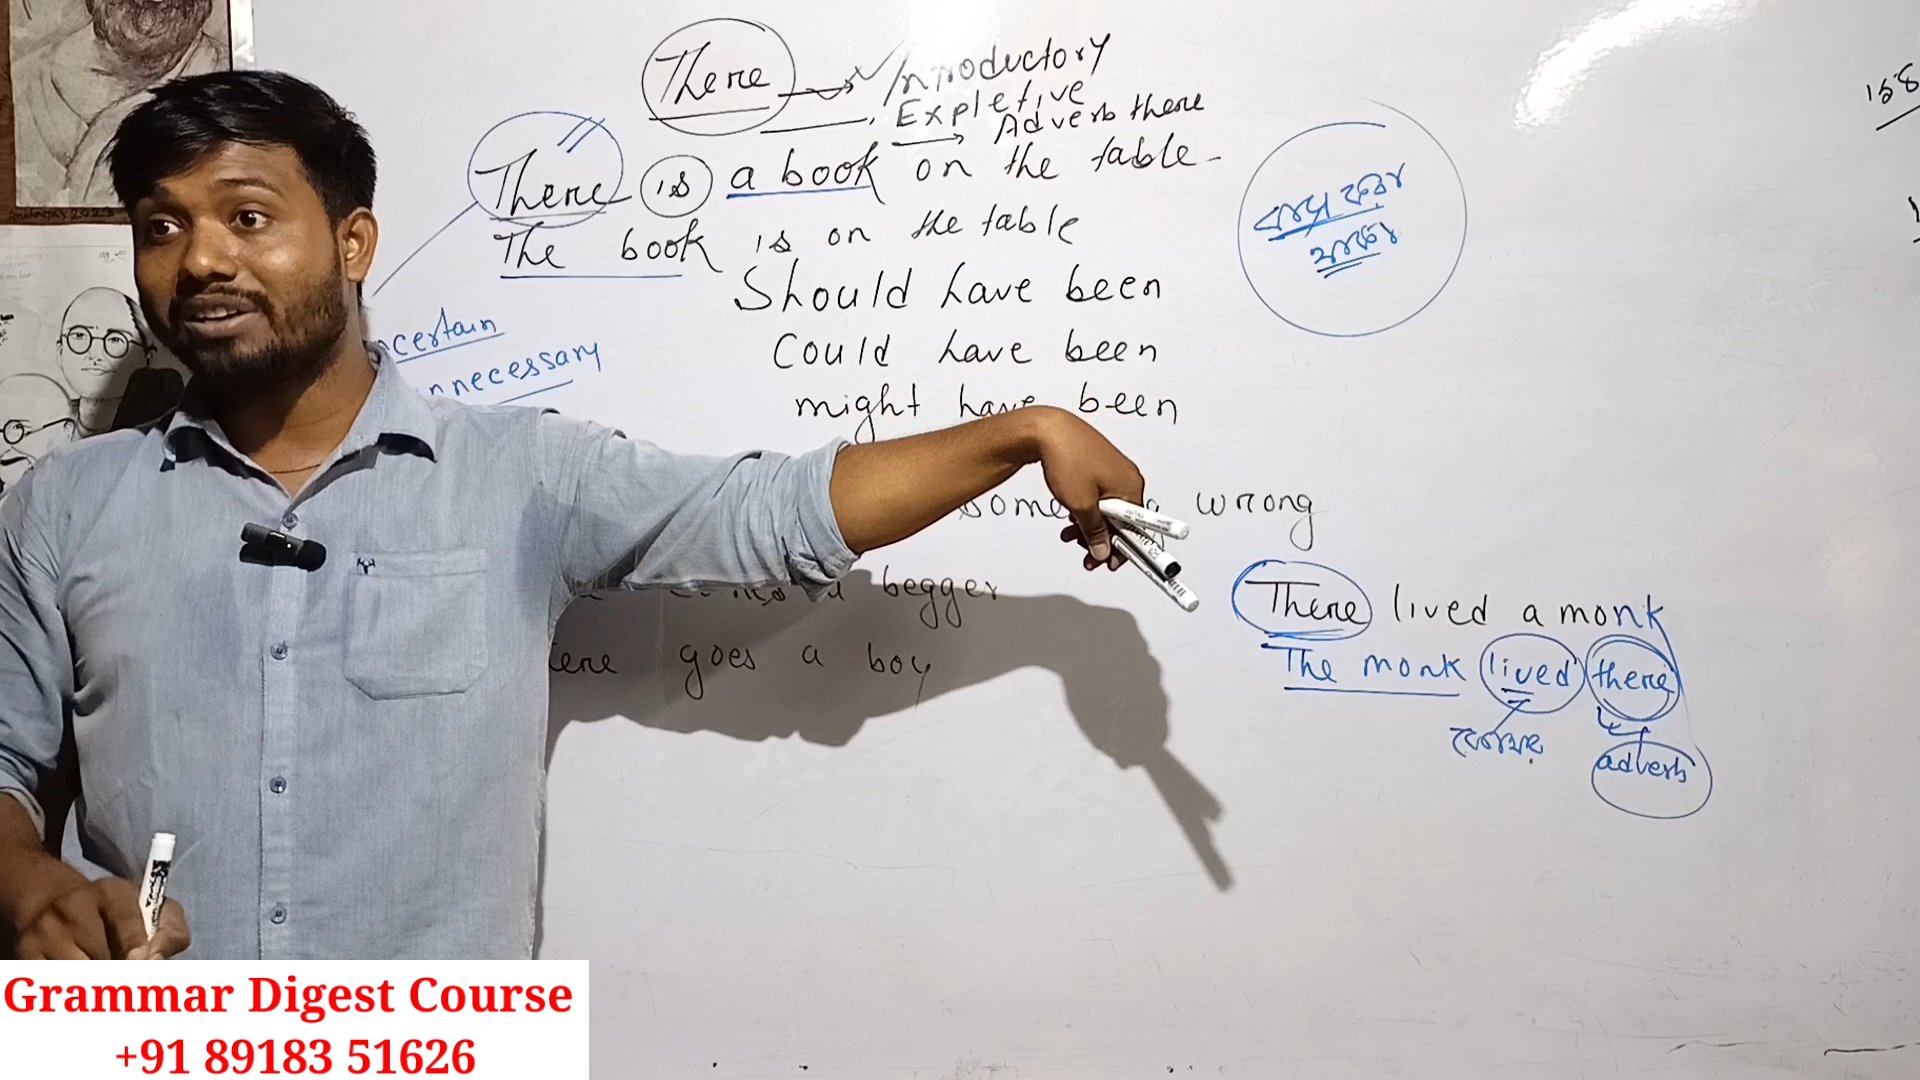 There Introductory
Expletive
Adverb there
There is a book on the table
The book is on the table
Should have been
Could have been
might have been
certain
nnecessary
wrong
begger
goes a boy
There lived a monk
The monk lived there
কোথায়
adverb
Grammar Digest Course
+91 89183 51626